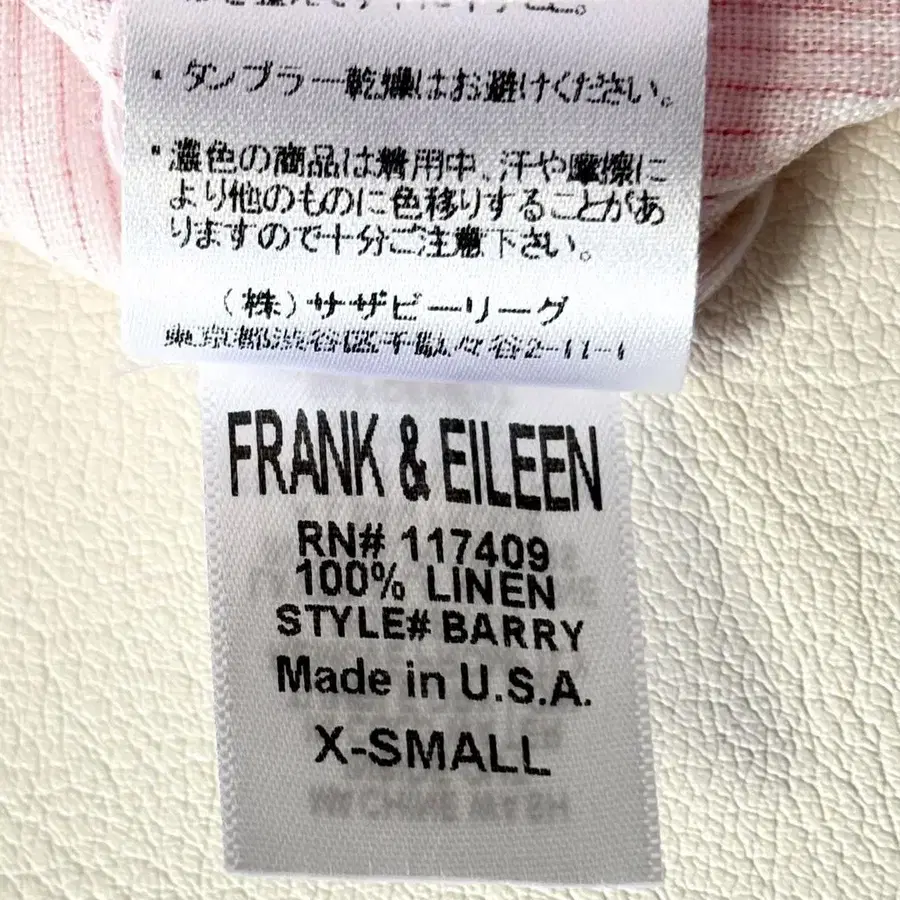 ・タンブラー乾燥はお避けください。
・濃色の商品は着用中、汗や摩擦に
より他のものに色移りすることがあ
りますので十分ご注意下さい。
(株)サザビーリーグ
東京都渋谷区千駄々谷2-11-1
FRANK & EILEEN
RN# 117409
100% LINEN
STYLE# BARRY
Made in U.S.A.
X-SMALL
MACHINE WASH